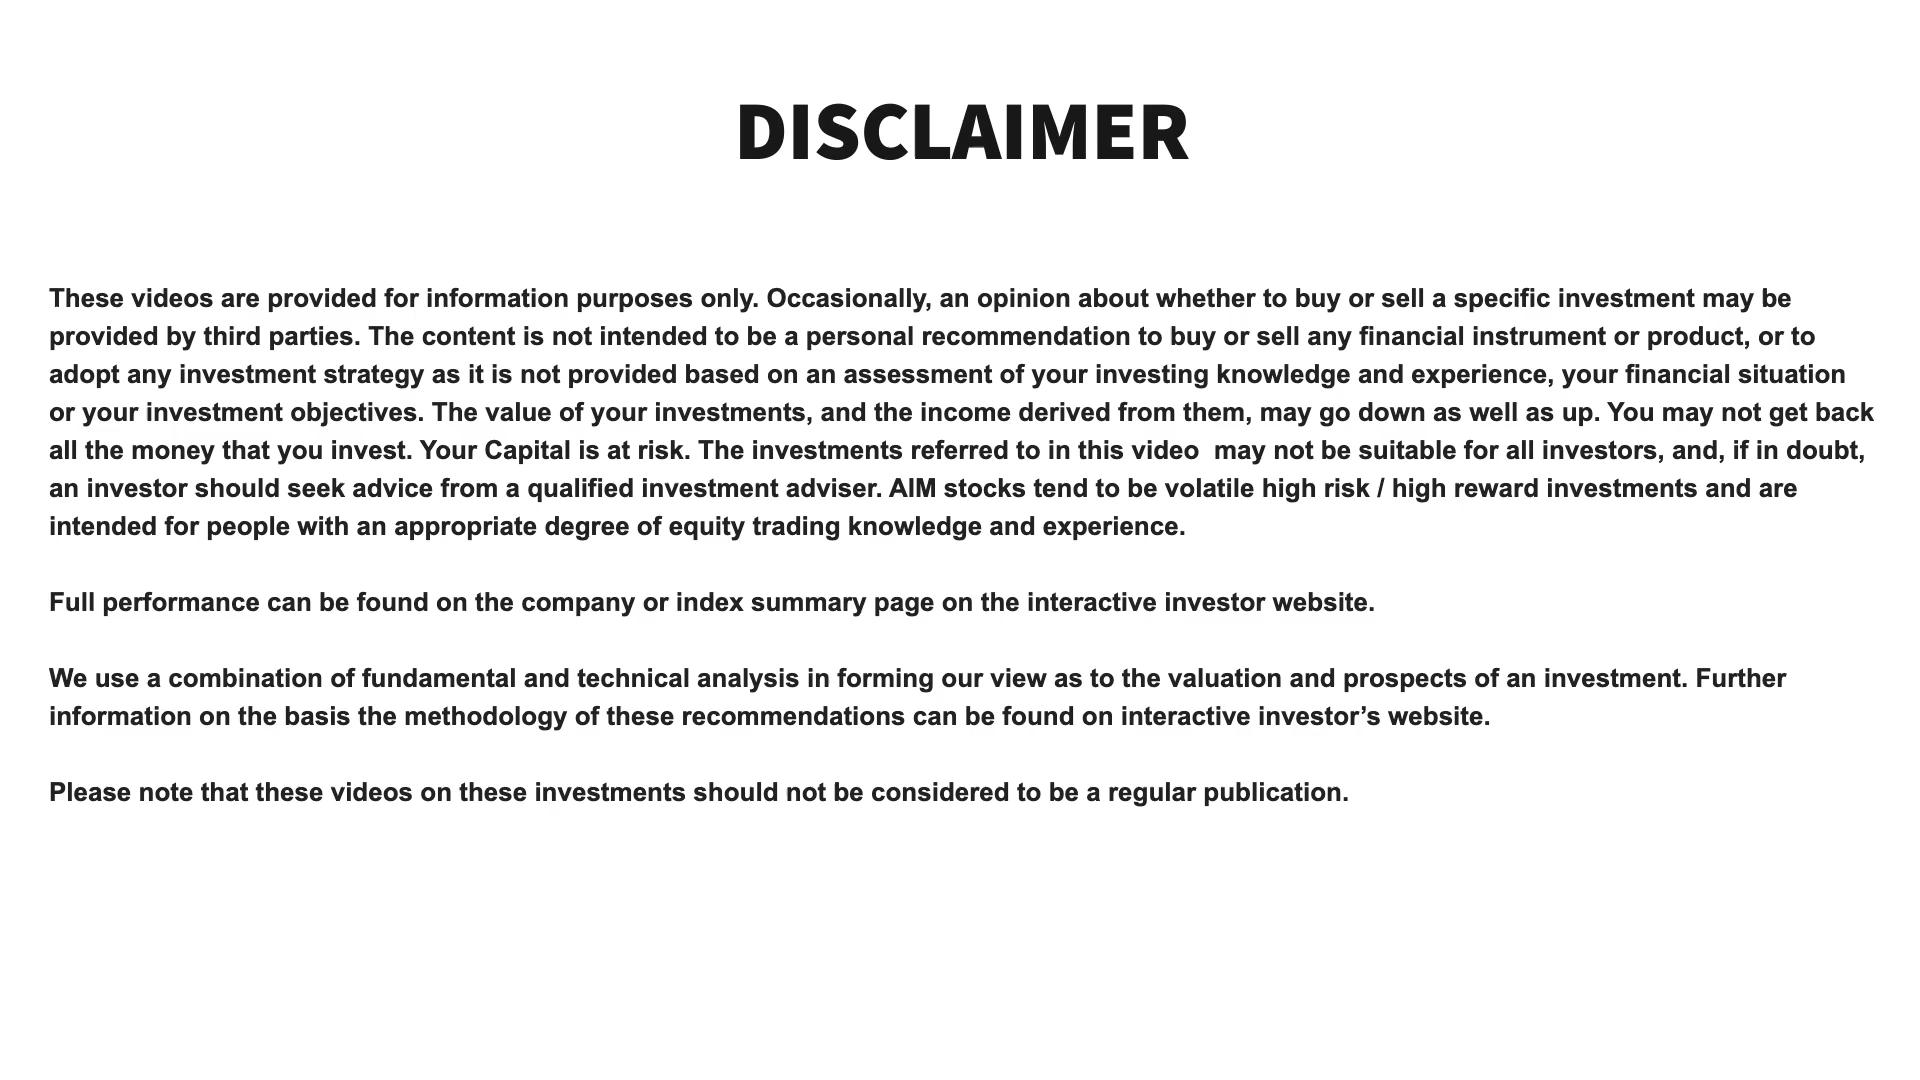 DISCLAIMER
These videos are provided for information purposes only. Occasionally, an opinion about whether to buy or sell a specific investment may be
provided by third parties. The content is not intended to be a personal recommendation to buy or sell any financial instrument or product, or to
adopt any investment strategy as it is not provided based on an assessment of your investing knowledge and experience, your financial situation
or your investment objectives. The value of your investments, and the income derived from them, may go down as well as up. You may not get back
all the money that you invest. Your Capital is at risk. The investments referred to in this video  may not be suitable for all investors, and, if in doubt,
an investor should seek advice from a qualified investment adviser. AIM stocks tend to be volatile high risk / high reward investments and are
intended for people with an appropriate degree of equity trading knowledge and experience.
Full performance can be found on the company or index summary page on the interactive investor website.
We use a combination of fundamental and technical analysis in forming our view as to the valuation and prospects of an investment. Further
information on the basis the methodology of these recommendations can be found on interactive investor’s website.
Please note that these videos on these investments should not be considered to be a regular publication.